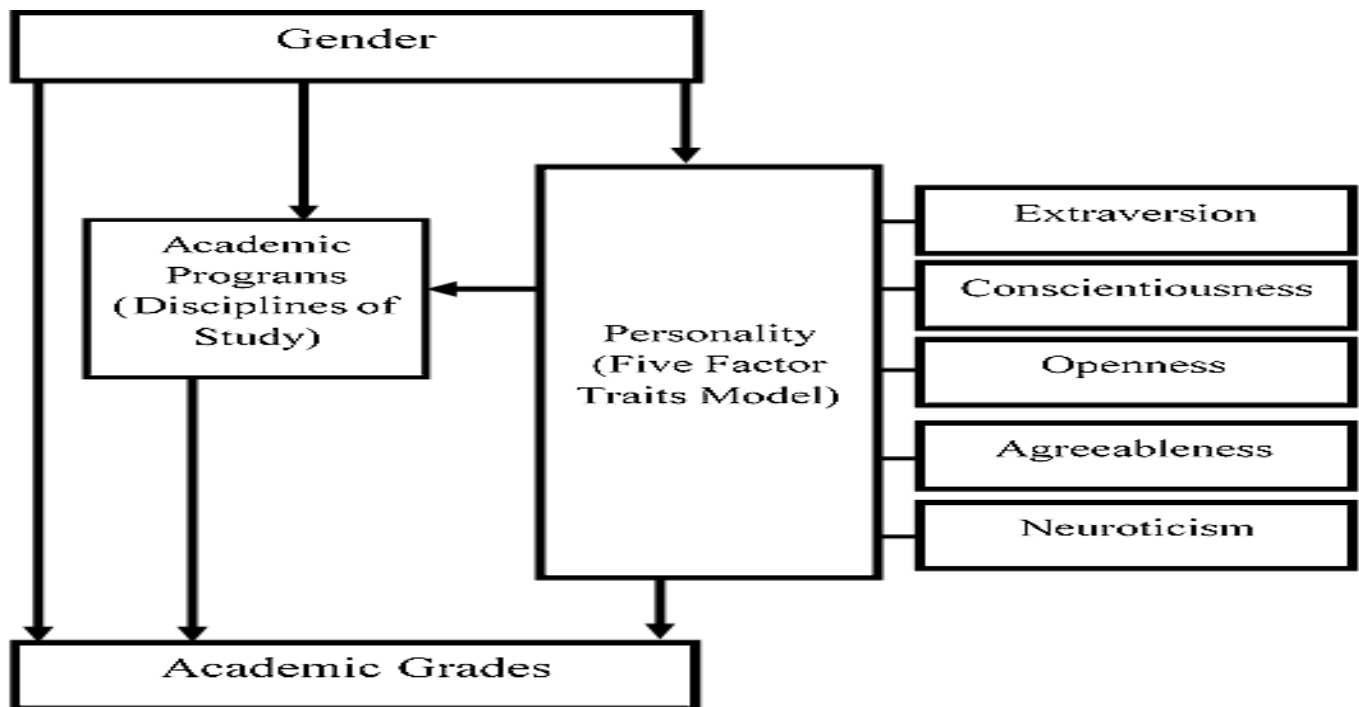 Gender
Academic
Programs
(Disciplines of
Study)
Personality
(Five Factor
Traits Model)
Extraversion
Conscientiousness
Openness
Agreeableness
Neuroticism
Academic Grades